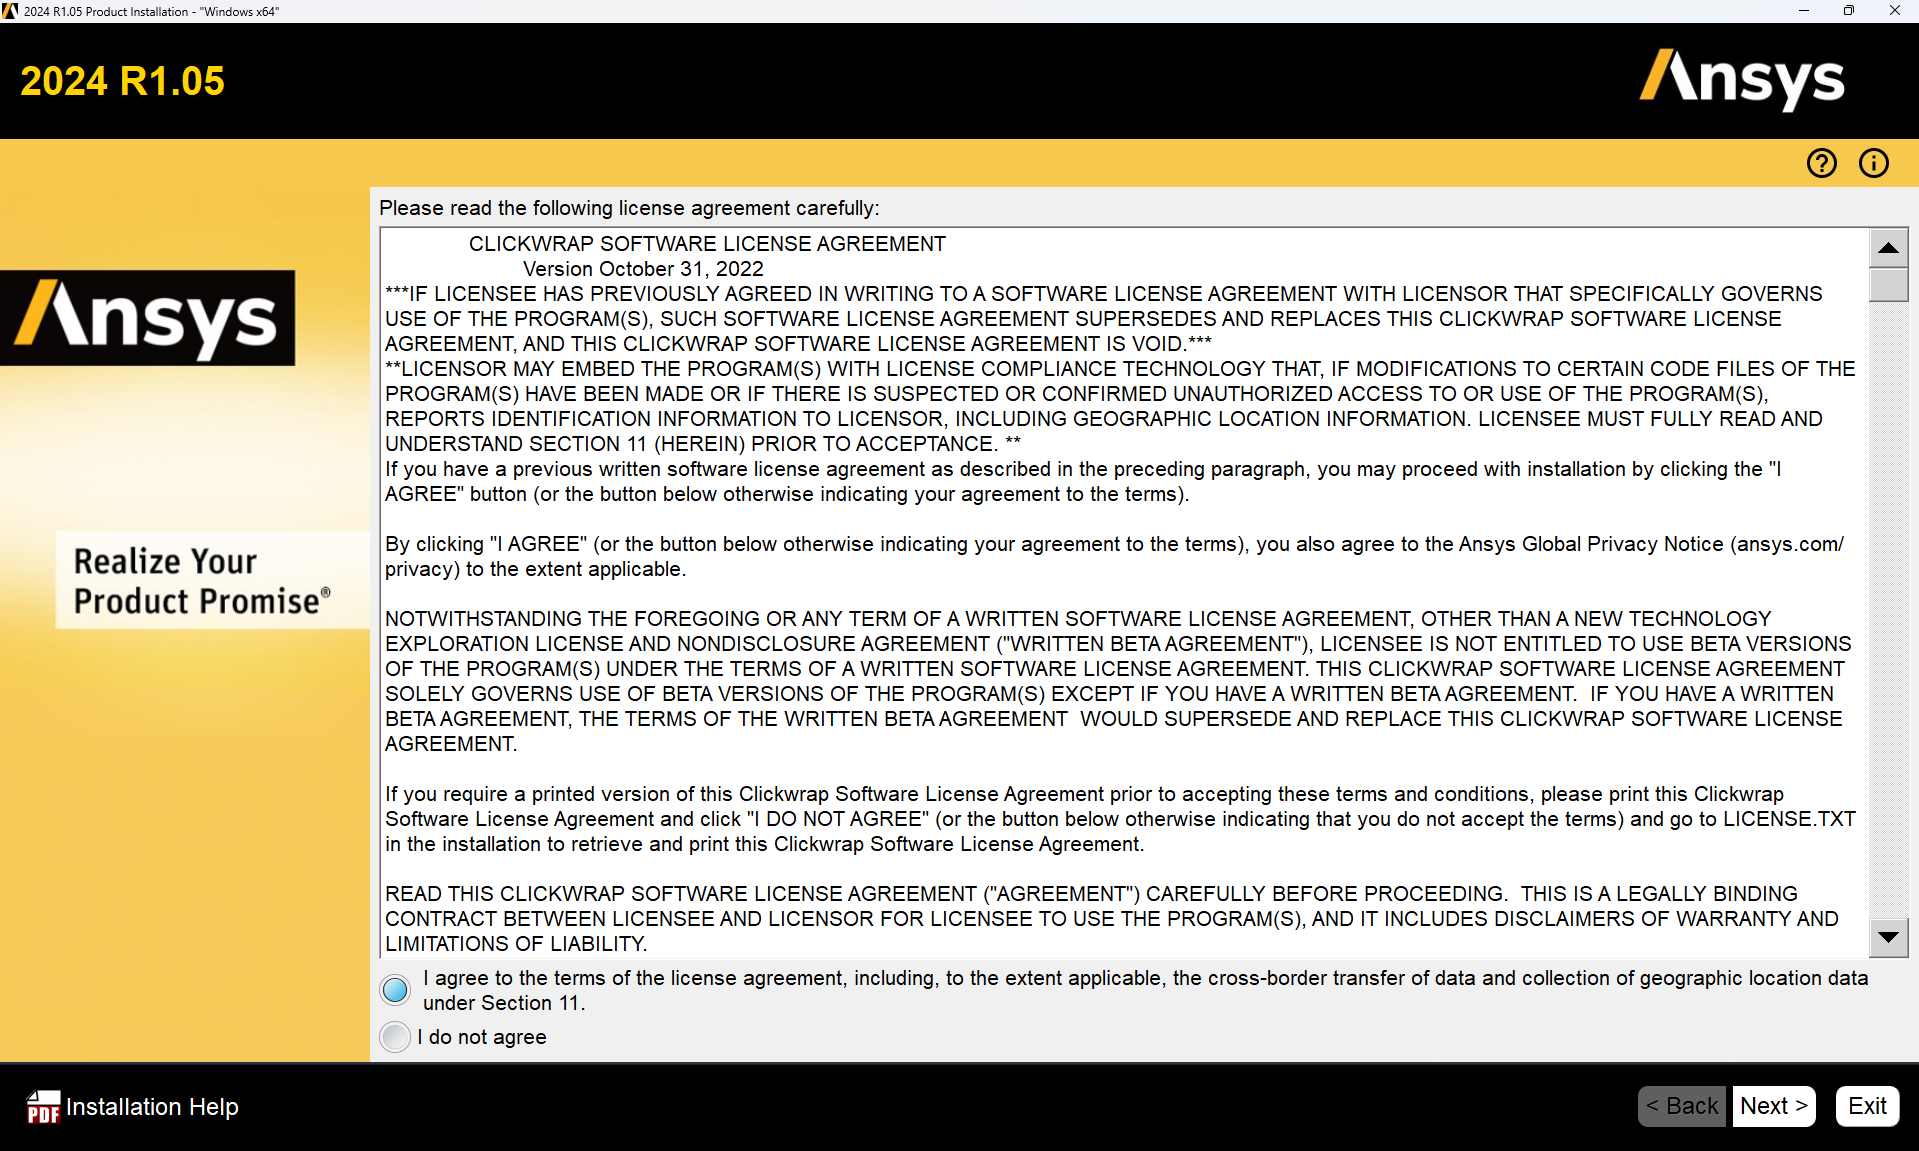 2024 R1.05 Product Installation - "Windows x64"
2024 R1.05
Ansys
Please read the following license agreement carefully:
CLICKWRAP SOFTWARE LICENSE AGREEMENT
Version October 31, 2022
***IF LICENSEE HAS PREVIOUSLY AGREED IN WRITING TO A SOFTWARE LICENSE AGREEMENT WITH LICENSOR THAT SPECIFICALLY GOVERNS
USE OF THE PROGRAM(S), SUCH SOFTWARE LICENSE AGREEMENT SUPERSEDES AND REPLACES THIS CLICKWRAP SOFTWARE LICENSE
AGREEMENT, AND THIS CLICKWRAP SOFTWARE LICENSE AGREEMENT IS VOID.***
**LICENSOR MAY EMBED THE PROGRAM(S) WITH LICENSE COMPLIANCE TECHNOLOGY THAT, IF MODIFICATIONS TO CERTAIN CODE FILES OF THE
PROGRAM(S) HAVE BEEN MADE OR IF THERE IS SUSPECTED OR CONFIRMED UNAUTHORIZED ACCESS TO OR USE OF THE PROGRAM(S),
REPORTS IDENTIFICATION INFORMATION TO LICENSOR, INCLUDING GEOGRAPHIC LOCATION INFORMATION. LICENSEE MUST FULLY READ AND
UNDERSTAND SECTION 11 (HEREIN) PRIOR TO ACCEPTANCE. **
If you have a previous written software license agreement as described in the preceding paragraph, you may proceed with installation by clicking the "I
AGREE" button (or the button below otherwise indicating your agreement to the terms).
By clicking "I AGREE" (or the button below otherwise indicating your agreement to the terms), you also agree to the Ansys Global Privacy Notice (ansys.com/
privacy) to the extent applicable.
NOTWITHSTANDING THE FOREGOING OR ANY TERM OF A WRITTEN SOFTWARE LICENSE AGREEMENT, OTHER THAN A NEW TECHNOLOGY
EXPLORATION LICENSE AND NONDISCLOSURE AGREEMENT ("WRITTEN BETA AGREEMENT"), LICENSEE IS NOT ENTITLED TO USE BETA VERSIONS
OF THE PROGRAM(S) UNDER THE TERMS OF A WRITTEN SOFTWARE LICENSE AGREEMENT. THIS CLICKWRAP SOFTWARE LICENSE AGREEMENT
SOLELY GOVERNS USE OF BETA VERSIONS OF THE PROGRAM(S) EXCEPT IF YOU HAVE A WRITTEN BETA AGREEMENT.  IF YOU HAVE A WRITTEN
BETA AGREEMENT, THE TERMS OF THE WRITTEN BETA AGREEMENT  WOULD SUPERSEDE AND REPLACE THIS CLICKWRAP SOFTWARE LICENSE
AGREEMENT.
If you require a printed version of this Clickwrap Software License Agreement prior to accepting these terms and conditions, please print this Clickwrap
Software License Agreement and click "I DO NOT AGREE" (or the button below otherwise indicating that you do not accept the terms) and go to LICENSE.TXT
in the installation to retrieve and print this Clickwrap Software License Agreement.
READ THIS CLICKWRAP SOFTWARE LICENSE AGREEMENT ("AGREEMENT") CAREFULLY BEFORE PROCEEDING.  THIS IS A LEGALLY BINDING
CONTRACT BETWEEN LICENSEE AND LICENSOR FOR LICENSEE TO USE THE PROGRAM(S), AND IT INCLUDES DISCLAIMERS OF WARRANTY AND
LIMITATIONS OF LIABILITY.
Ansys
Realize Your
Product Promise®
I agree to the terms of the license agreement, including, to the extent applicable, the cross-border transfer of data and collection of geographic location data
under Section 11.
I do not agree
PDF Installation Help
< Back
Next >
Exit